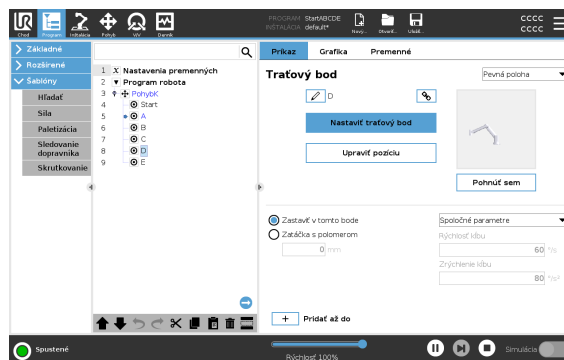 UR
PROGRAM StartABCDE
INŠTALÁCIA default*
Chod
Program
Inštalácia
Pohyb
V/V
Denník
Nový...
Otvoriť...
Uložiť...
CCCC
CCCC
Základné
Rozšírené
Šablóny
Hľadať
Sila
Paletizácia
Sledovanie
dopravníka
Skrutkovanie
1 X Nastavenia premenných
2 Program robota
3 PohybK
4 Start
5 A
6 B
7 C
8 D
9 E
Príkaz
Grafika
Premenné
Traťový bod
Pevná poloha
D
Nastaviť traťový bod
Upraviť pozíciu
Pohnúť sem
Zastaviť v tomto bode
Zatáčka s polomerom
0 mm
Spoločné parametre
Rýchlosť kĺbu
60 °/s
Zrýchlenie kĺbu
80 °/s²
+ Pridať až do
Spustené
Rýchlosť 100%
Simulácia